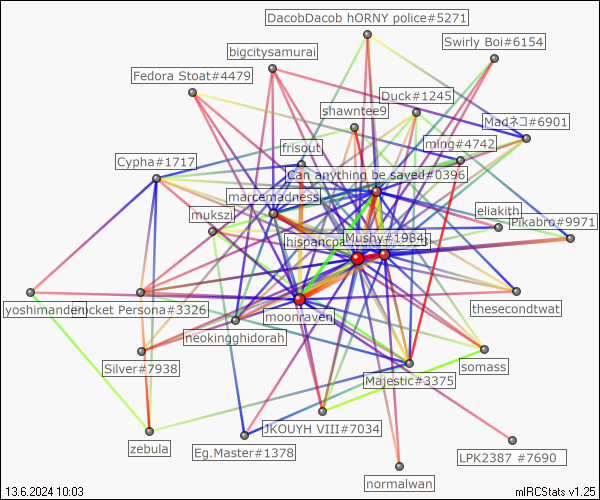 DacobDacob hORNY police#5271
Swirly Boi#6154
bigcitysamurai
Fedora Stoat#4479
Duck#1245
shawntee9
Madネコ#6901
ming#4742
frisout
Cypha#1717
Can anything be saved#0396
marcemadness
mukszi
eliakith
Pikabro#9971
Mushy#1984
moonraven
yoshimanden
Pocket Persona#3326
thesecondtwat
neokingghidorah
somass
Silver#7938
Majestic#3375
JKOUYH VIII#7034
zebula
Eg.Master#1378
LPK2387 #7690
normalwan
13.6.2024 10:03
mIRCStats v1.25